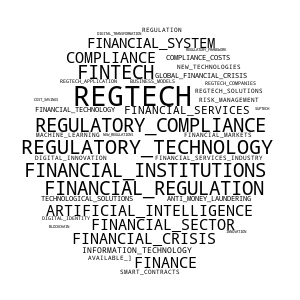 DIGITAL_TRANSFORMATION REGULATION
FINANCIAL_SYSTEM
REGULATORY_FRAMEWORK
COMPLIANCE COMPLIANCE_COSTS
FINTECH NEW_TECHNOLOGIES
GLOBAL_FINANCIAL_CRISIS
REGTECH_APPLICATION BUSINESS_MODELS REGTECH_COMPANIES
REGTECH REGTECH_SOLUTIONS
COST_SAVINGS RISK_MANAGEMENT
FINANCIAL_TECHNOLOGY FINANCIAL_SERVICES SUPTECH
REGULATORY_COMPLIANCE
MACHINE_LEARNING NEW_REGULATIONS FINANCIAL_MARKETS
REGULATORY_TECHNOLOGY
DIGITAL_INNOVATION FINANCIAL_SERVICES_INDUSTRY
FINANCIAL_INSTITUTIONS
FINANCIAL_REGULATION
TECHNOLOGICAL_SOLUTIONS ANTI_MONEY_LAUNDERING
ARTIFICIAL_INTELLIGENCE
DIGITAL_IDENTITY FINANCIAL_SECTOR
BLOCKCHAIN INNOVATION
FINANCIAL_CRISIS
INFORMATION_TECHNOLOGY
AVAILABLE_] FINANCE
SMART_CONTRACTS